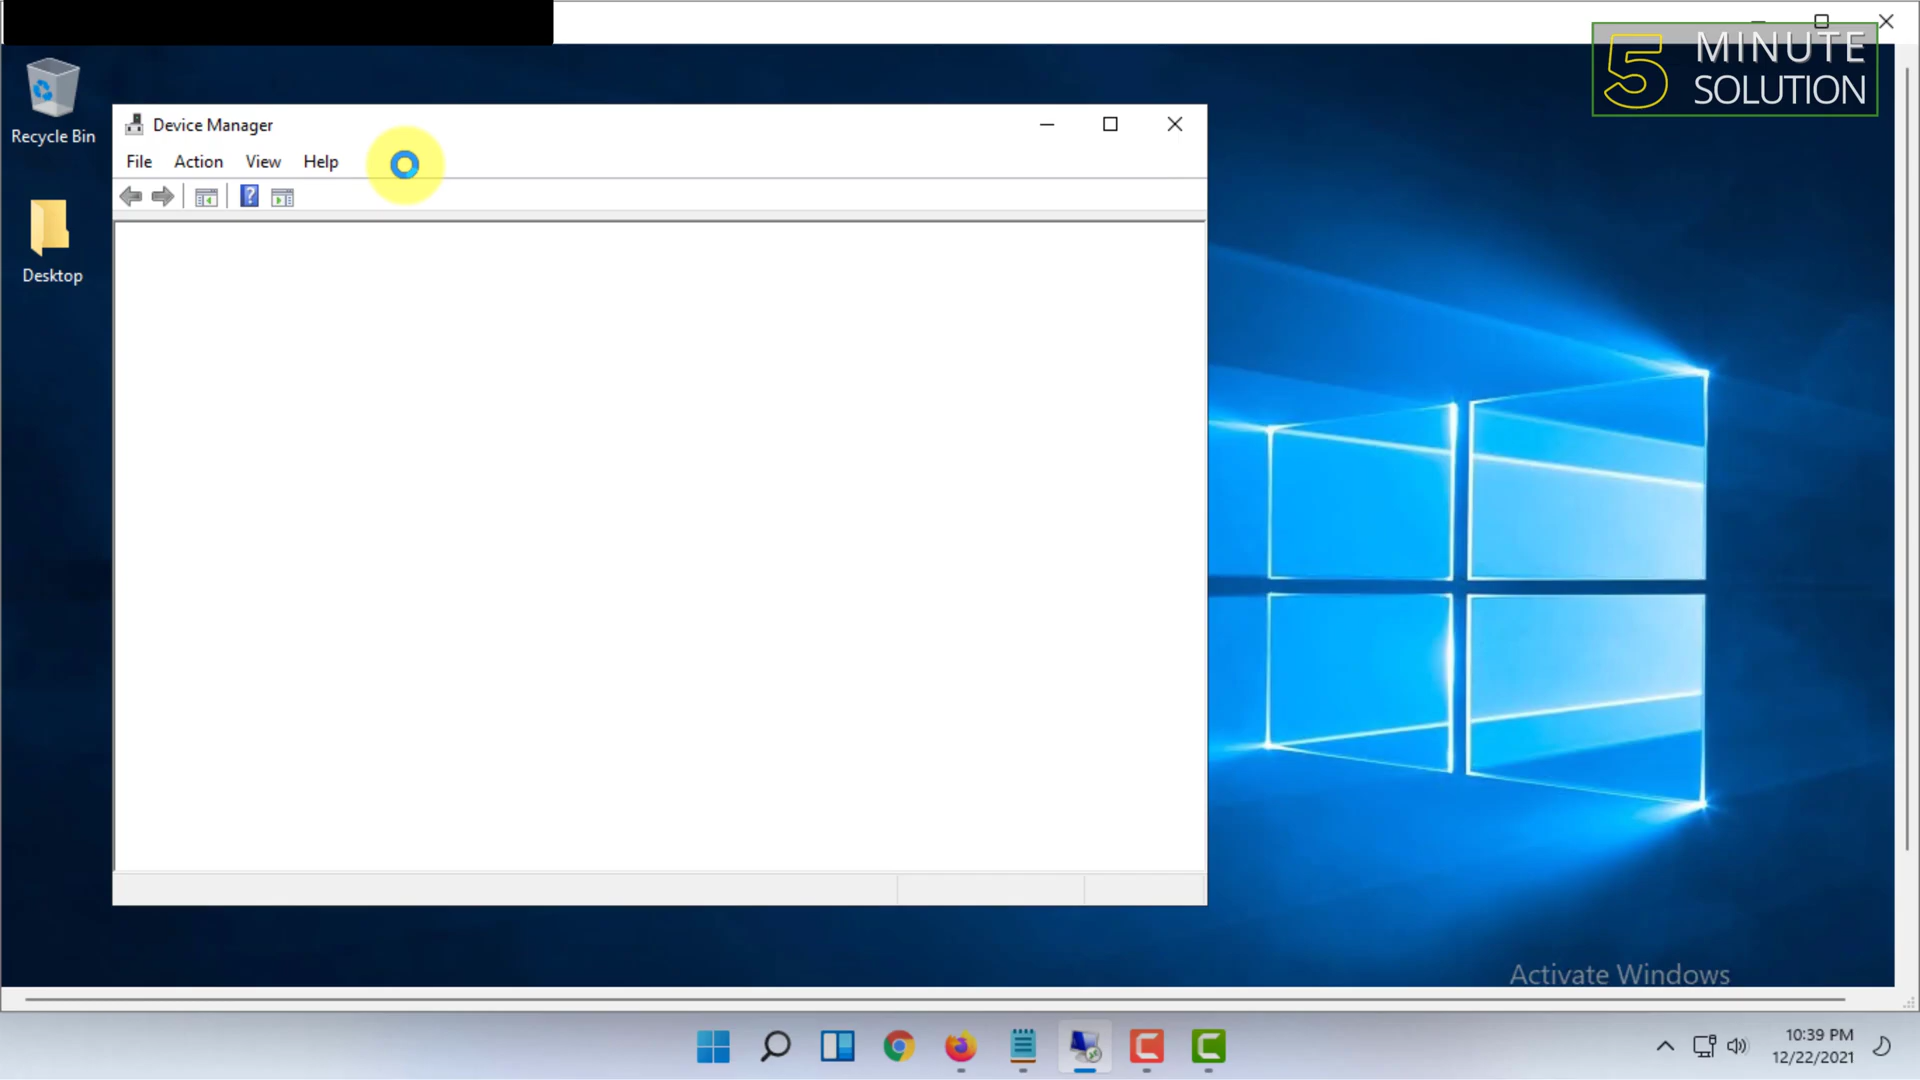 5 MINUTE
SOLUTION
Recycle Bin
Desktop
Device Manager
File Action View Help
?
Activate Windows
10:39 PM
12/22/2021